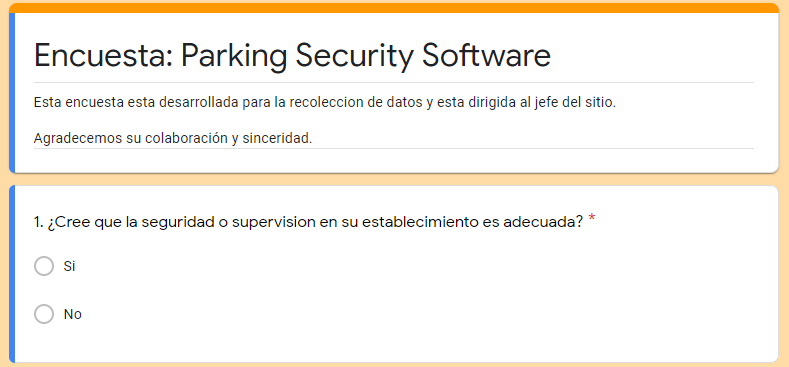 Encuesta: Parking Security Software
Esta encuesta esta desarrollada para la recoleccion de datos y esta dirigida al jefe del sitio.
Agradecemos su colaboración y sinceridad.
1. ¿Cree que la seguridad o supervision en su establecimiento es adecuada? *
Si
No